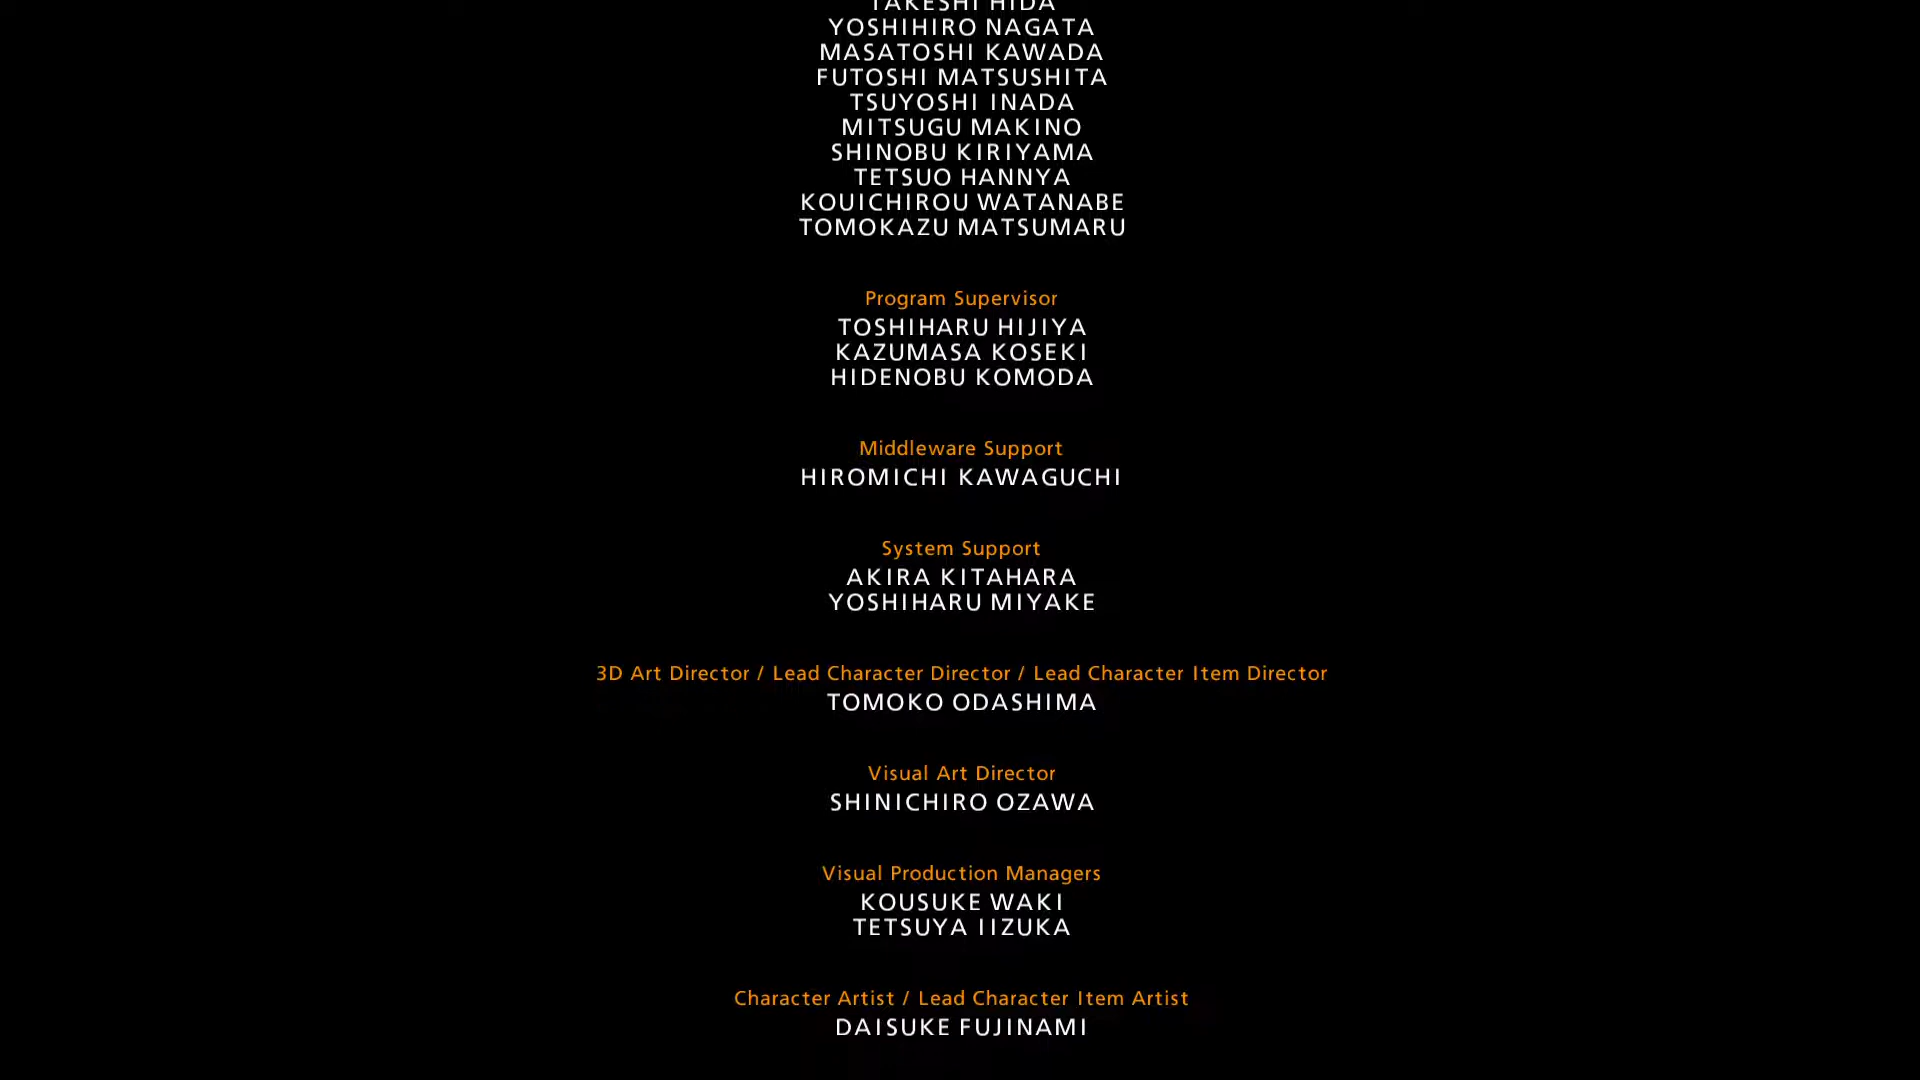 TAKESHI HIDA
YOSHIHIRO NAGATA
MASATOSHI KAWADA
FUTOSHI MATSUSHITA
TSUYOSHI INADA
MITSUGU MAKINO
SHINOBU KIRIYAMA
TETSUO HANNYA
KOUICHIROU WATANABE
TOMOKAZU MATSUMARU
Program Supervisor
TOSHIHARU HIJIYA
KAZUMASA KOSEKI
HIDENOBU KOMODA
Middleware Support
HIROMICHI KAWAGUCHI
System Support
AKIRA KITAHARA
YOSHIHARU MIYAKE
3D Art Director / Lead Character Director / Lead Character Item Director
TOMOKO ODASHIMA
Visual Art Director
SHINICHIRO OZAWA
Visual Production Managers
KOUSUKE WAKI
TETSUYA IIZUKA
Character Artist / Lead Character Item Artist
DAISUKE FUJINAMI